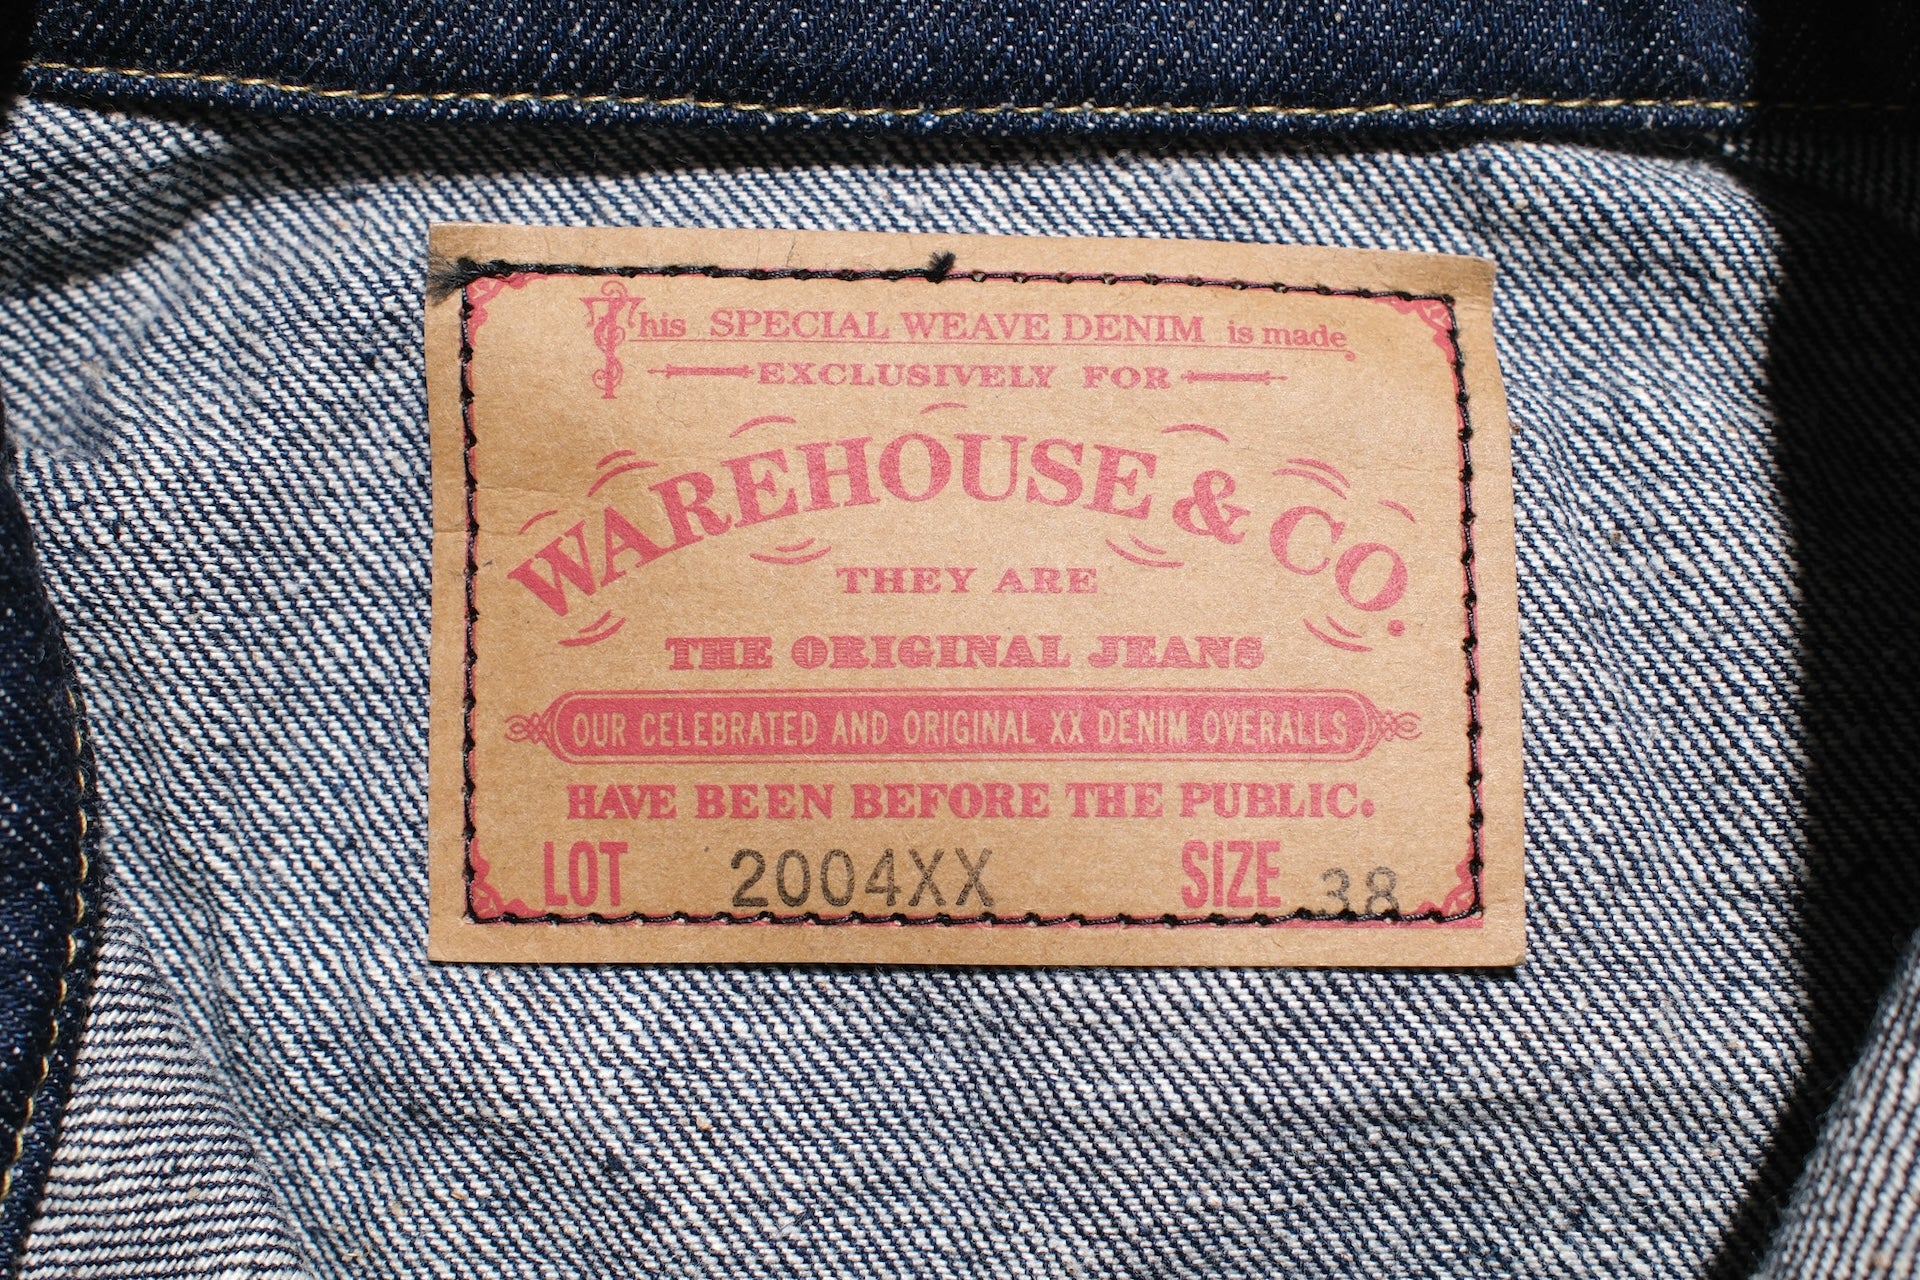 This SPECIAL WEAVE DENIM is made
EXCLUSIVELY FOR
WAREHOUSE & CO.
THEY ARE
THE ORIGINAL JEANS
OUR CELEBRATED AND ORIGINAL XX DENIM OVERALLS
HAVE BEEN BEFORE THE PUBLIC.
LOT 2004XX SIZE 38